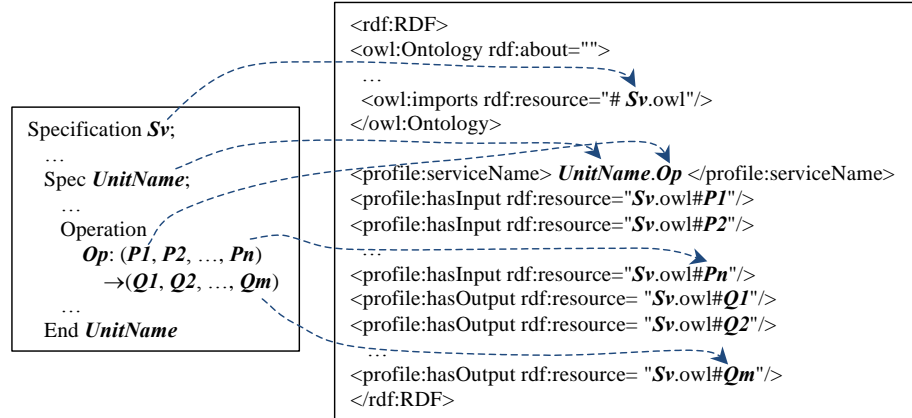 Specification Sv;
…
Spec UnitName;
…
Operation
Op: (P1, P2, …, Pn)
→(Q1, Q2, …, Qm)
…
End UnitName
<rdf:RDF>
<owl:Ontology rdf:about="">
…
<owl:imports rdf:resource="# Sv.owl"/>
</owl:Ontology>
<profile:serviceName> UnitName.Op </profile:serviceName>
<profile:hasInput rdf:resource="Sv.owl#P1"/>
<profile:hasInput rdf:resource="Sv.owl#P2"/>
…
<profile:hasInput rdf:resource="Sv.owl#Pn"/>
<profile:hasOutput rdf:resource= "Sv.owl#Q1"/>
<profile:hasOutput rdf:resource= "Sv.owl#Q2"/>
…
<profile:hasOutput rdf:resource= "Sv.owl#Qm"/>
</rdf:RDF>